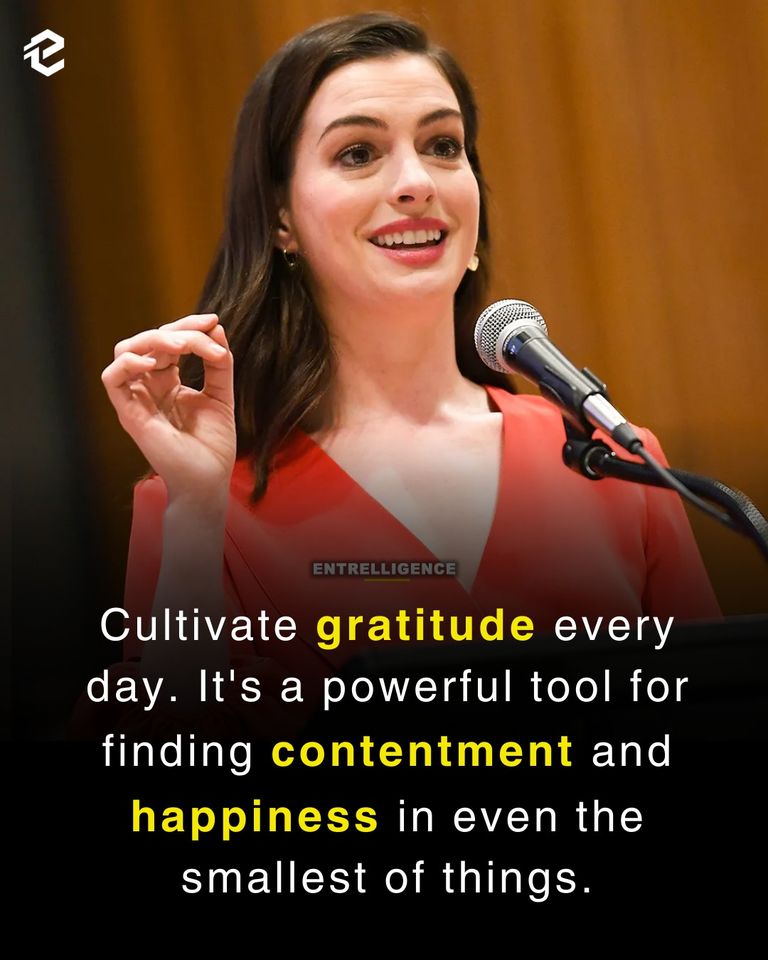 ENTRELLIGENCE
Cultivate gratitude every
day. It's a powerful tool for
finding contentment and
happiness in even the
smallest of things.